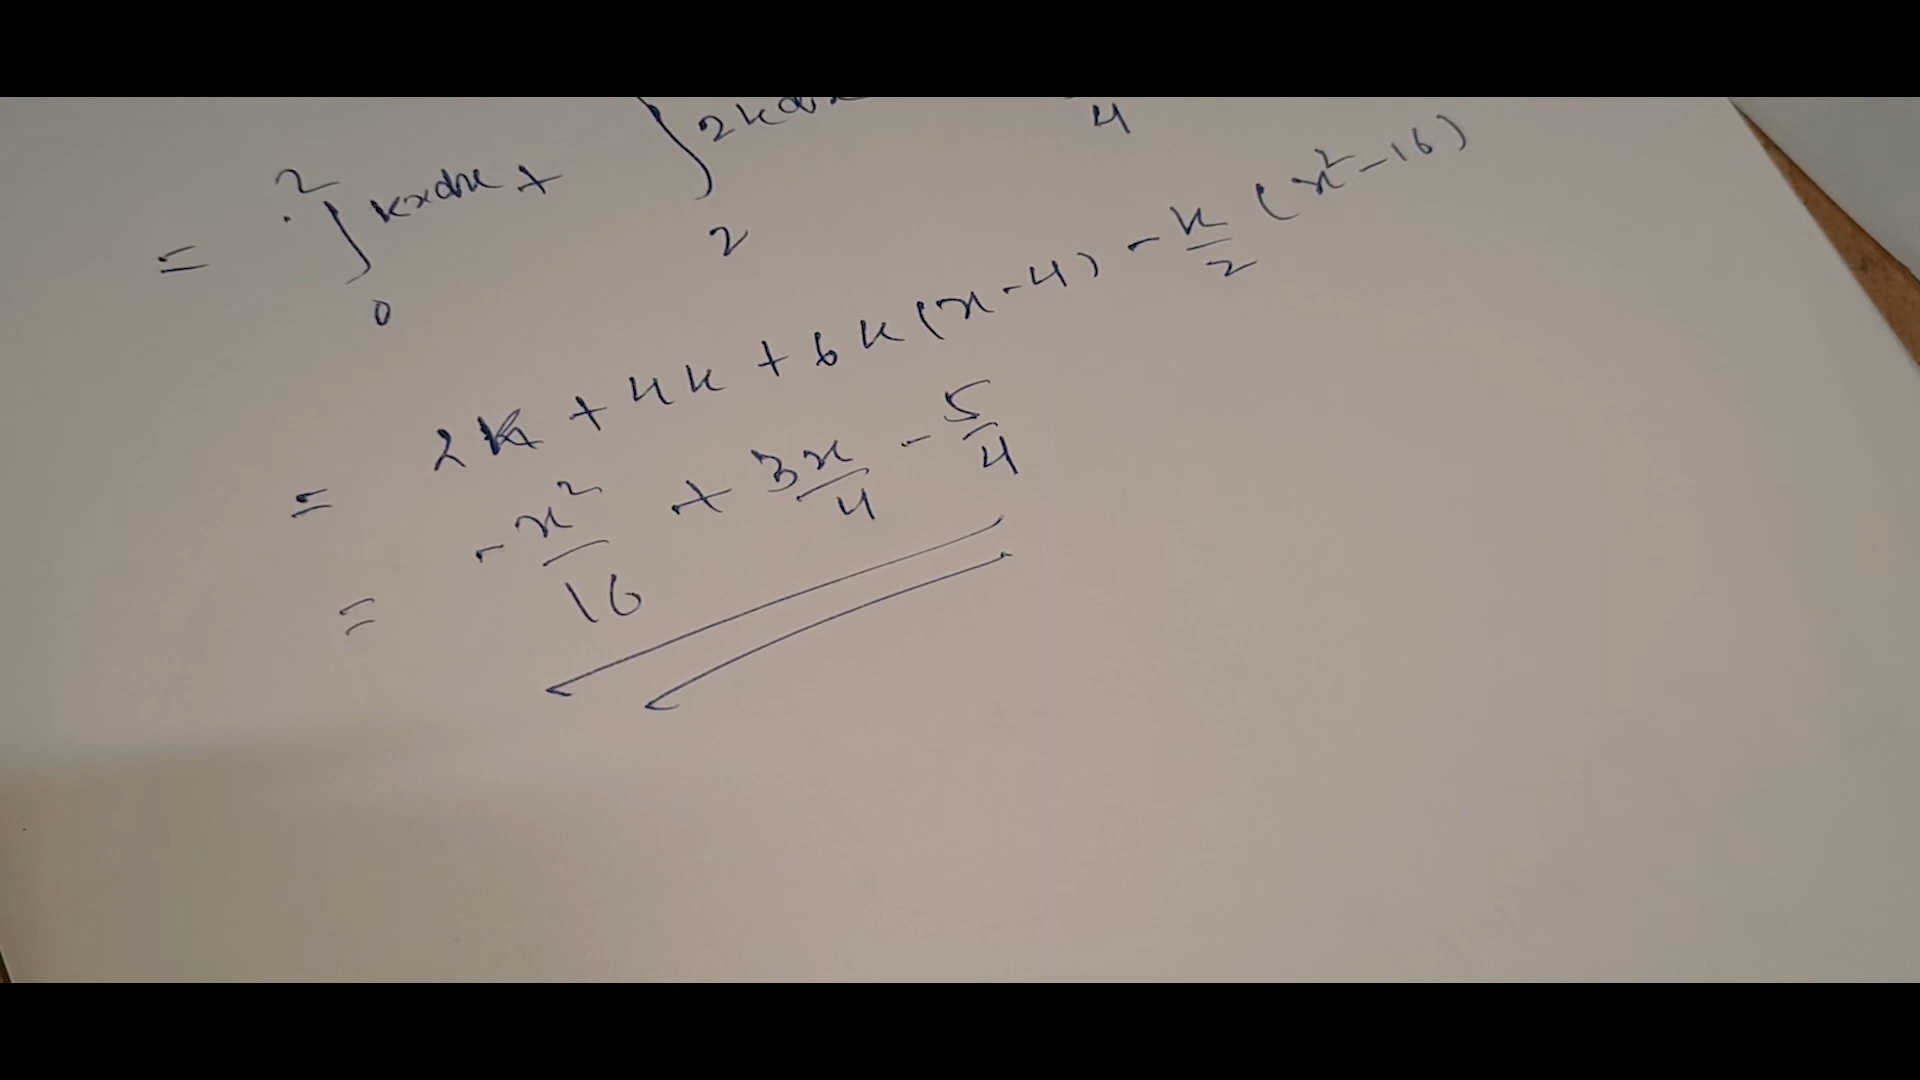 = ∫₀² kx dx + ∫₂ 2k dx 4
= 2k + 4k + 6k(x-4) - k/2 (x²-16)
= -x²/16 + 3x/4 - 5/4